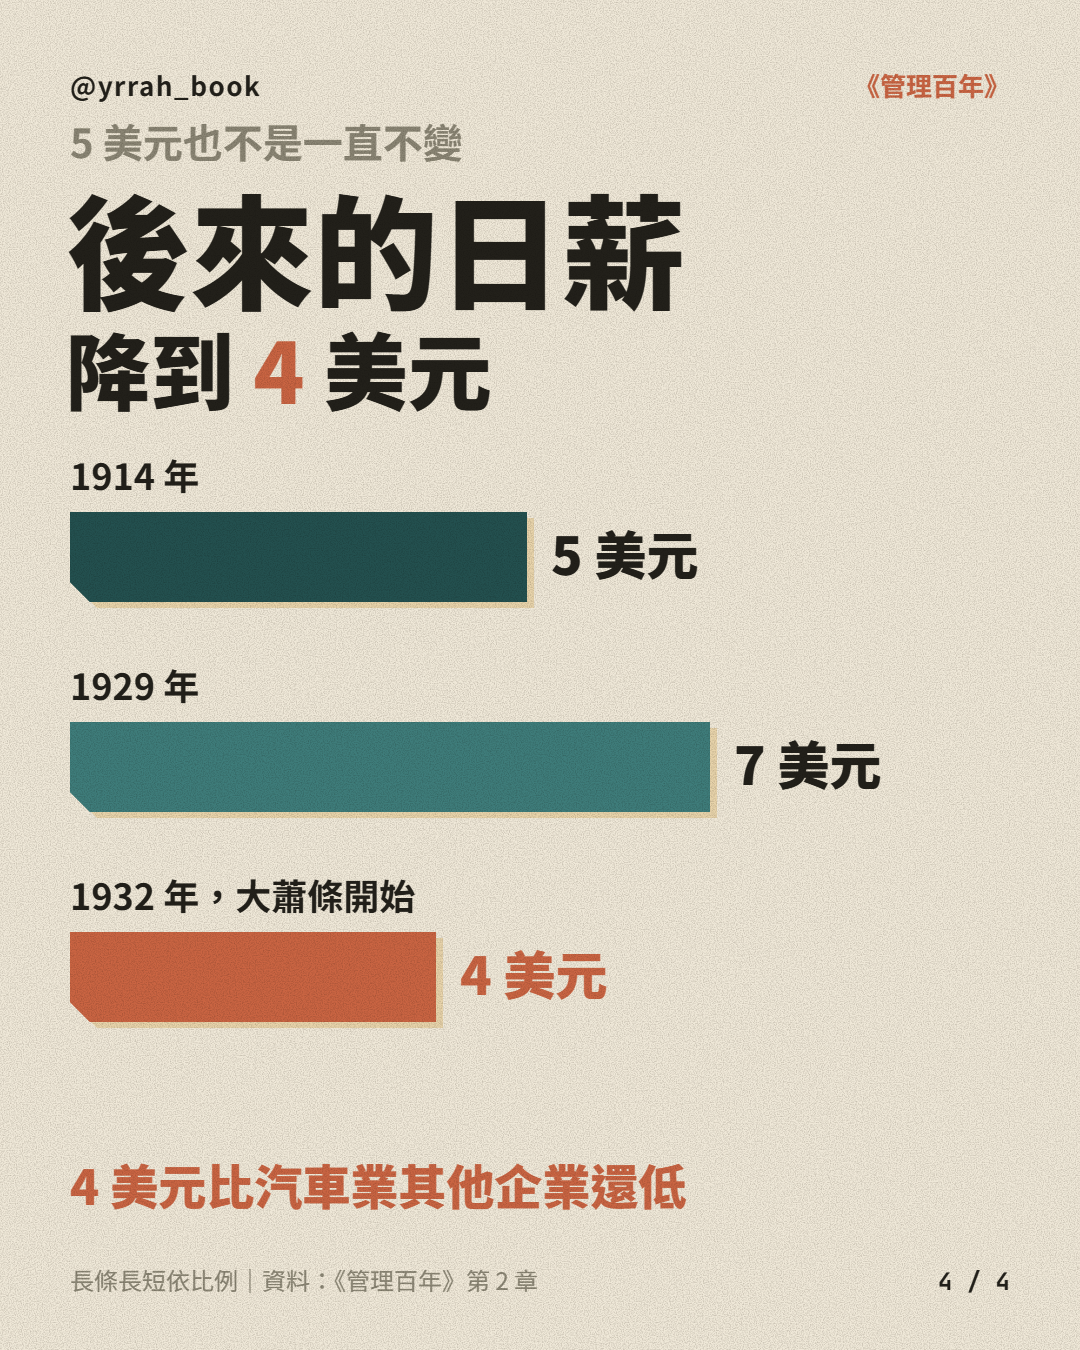 @yrrah_book
《管理百年》
5 美元也不是一直不變
後來的日薪
降到 4 美元
1914 年
5 美元
1929 年
7 美元
1932 年，大蕭條開始
4 美元
4 美元比汽車業其他企業還低
長條長短依比例｜資料：《管理百年》第 2 章
4 / 4